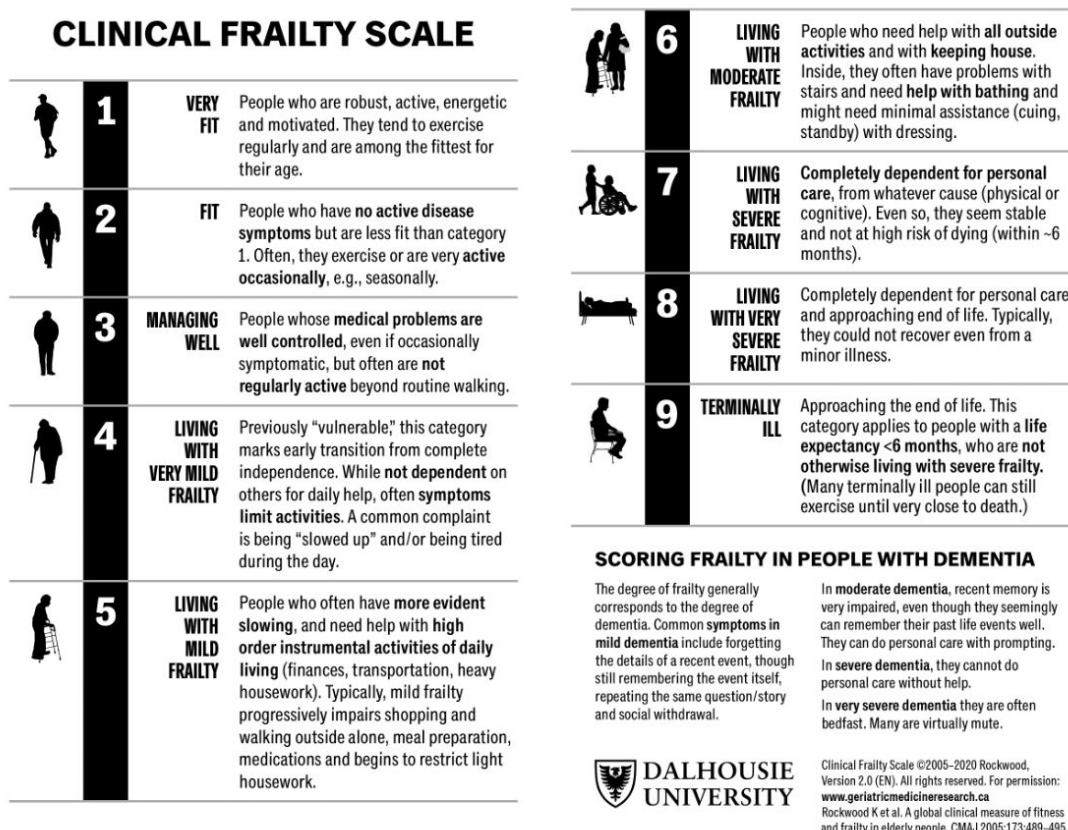 CLINICAL FRAILTY SCALE
1
VERY
FIT
People who are robust, active, energetic
and motivated. They tend to exercise
regularly and are among the fittest for
their age.
2
FIT
People who have no active disease
symptoms but are less fit than category
1. Often, they exercise or are very active
occasionally, e.g., seasonally.
3
MANAGING
WELL
People whose medical problems are
well controlled, even if occasionally
symptomatic, but often are not
regularly active beyond routine walking.
4
LIVING
WITH
VERY MILD
FRAILTY
Previously “vulnerable,” this category
marks early transition from complete
independence. While not dependent on
others for daily help, often symptoms
limit activities. A common complaint
is being “slowed up” and/or being tired
during the day.
5
LIVING
WITH
MILD
FRAILTY
People who often have more evident
slowing, and need help with high
order instrumental activities of daily
living (finances, transportation, heavy
housework). Typically, mild frailty
progressively impairs shopping and
walking outside alone, meal preparation,
medications and begins to restrict light
housework.
6
LIVING
WITH
MODERATE
FRAILTY
People who need help with all outside
activities and with keeping house.
Inside, they often have problems with
stairs and need help with bathing and
might need minimal assistance (cuing,
standby) with dressing.
7
LIVING
WITH
SEVERE
FRAILTY
Completely dependent for personal
care, from whatever cause (physical or
cognitive). Even so, they seem stable
and not at high risk of dying (within ~6
months).
8
LIVING
WITH VERY
SEVERE
FRAILTY
Completely dependent for personal care
and approaching end of life. Typically,
they could not recover even from a
minor illness.
9
TERMINALLY
ILL
Approaching the end of life. This
category applies to people with a life
expectancy <6 months, who are not
otherwise living with severe frailty.
(Many terminally ill people can still
exercise until very close to death.)
SCORING FRAILTY IN PEOPLE WITH DEMENTIA
The degree of frailty generally
corresponds to the degree of
dementia. Common symptoms in
mild dementia include forgetting
the details of a recent event, though
still remembering the event itself,
repeating the same question/story
and social withdrawal.
In moderate dementia, recent memory is
very impaired, even though they seemingly
can remember their past life events well.
They can do personal care with prompting.
In severe dementia, they cannot do
personal care without help.
In very severe dementia they are often
bedfast. Many are virtually mute.
DALHOUSIE
UNIVERSITY
Clinical Frailty Scale ©2005–2020 Rockwood,
Version 2.0 (EN). All rights reserved. For permission:
www.geriatricmedicineresearch.ca
Rockwood K et al. A global clinical measure of fitness
and frailty in elderly people. CMAJ 2005;173:489–495.